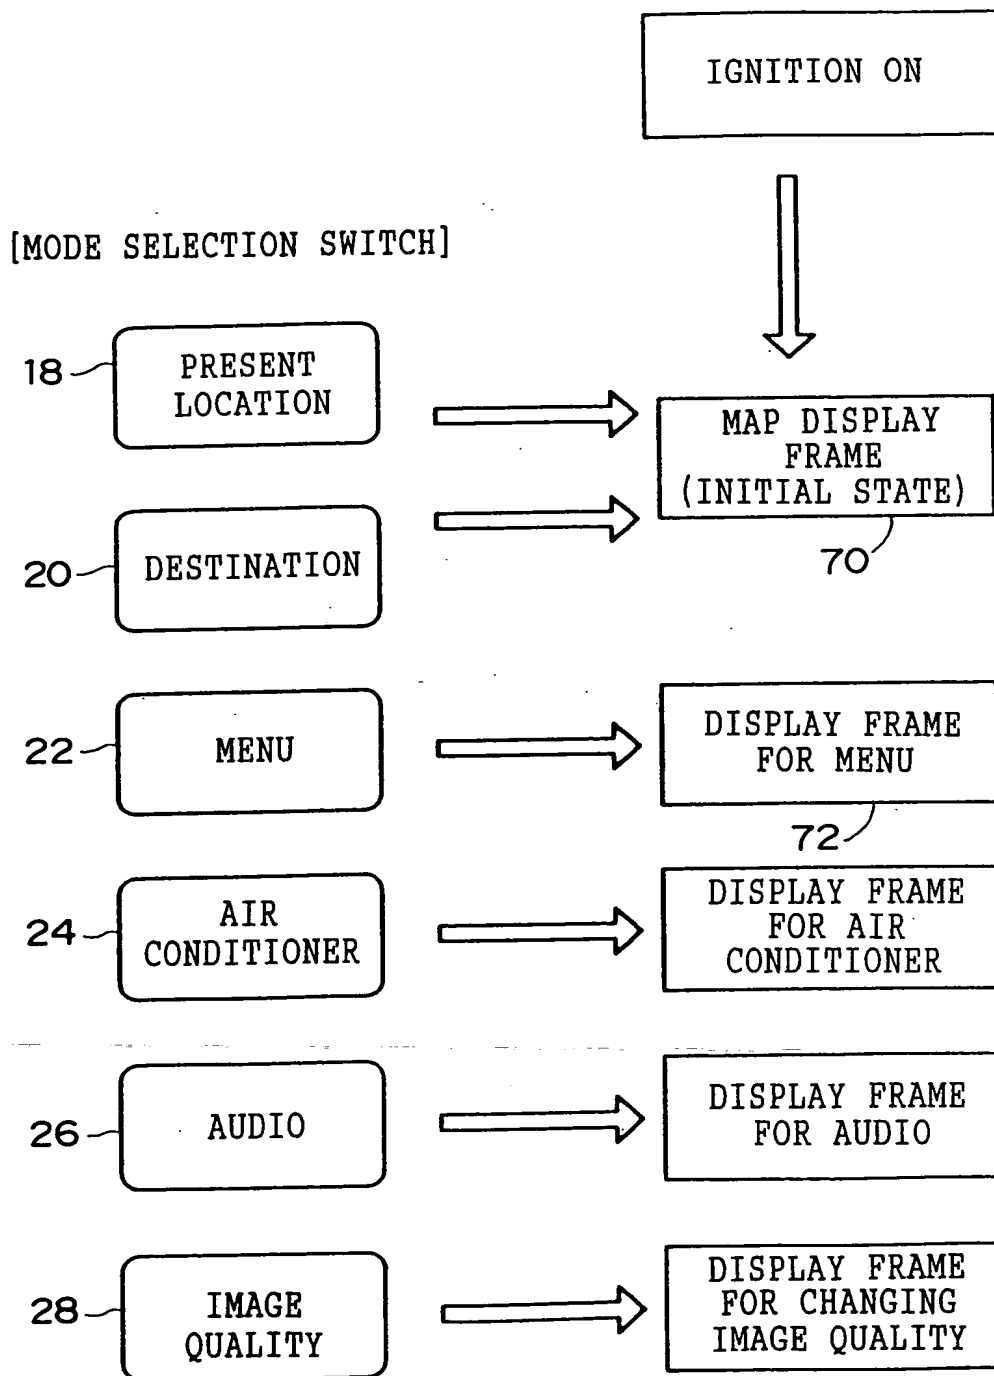 IGNITION ON
[MODE SELECTION SWITCH]
18
PRESENT
LOCATION
MAP DISPLAY
FRAME
(INITIAL STATE)
70
20
DESTINATION
22
MENU
DISPLAY FRAME
FOR MENU
72
24
AIR
CONDITIONER
DISPLAY FRAME
FOR AIR
CONDITIONER
26
AUDIO
DISPLAY FRAME
FOR AUDIO
28
IMAGE
QUALITY
DISPLAY FRAME
FOR CHANGING
IMAGE QUALITY